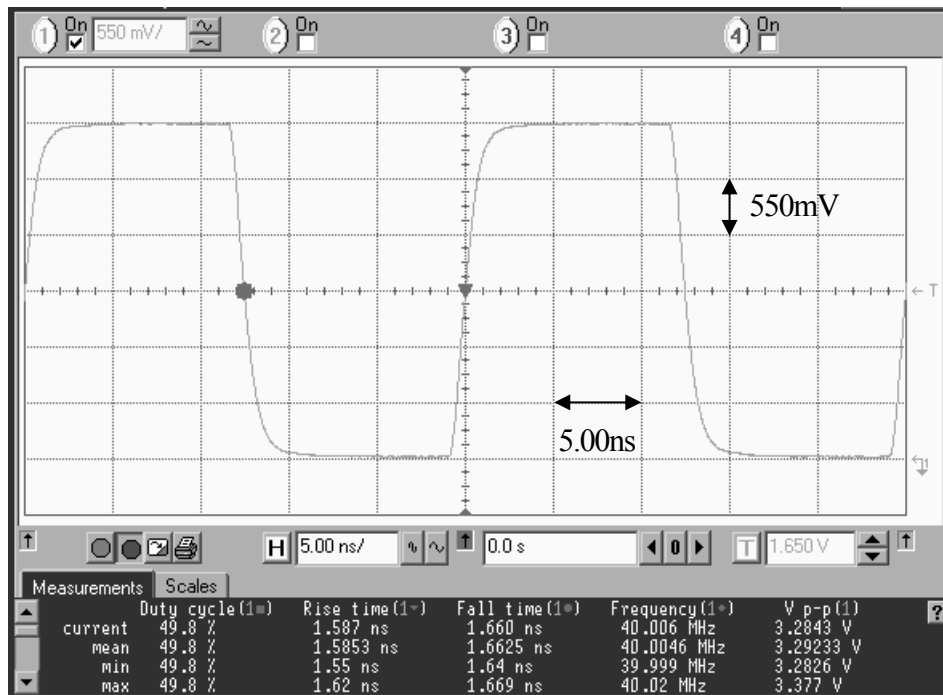 1 On 550 mV/ 2 On 3 On 4 On
550mV
← T
5.00ns
1
H 5.00 ns/ 0.0 s 0 T 1.650 V
Measurements Scales
Duty cycle(1■) Rise time(1▾) Fall time(1●) Frequency(1◆) V p-p(1) ?
current 49.8 % 1.587 ns 1.660 ns 40.006 MHz 3.2843 V
mean 49.8 % 1.5853 ns 1.6625 ns 40.0046 MHz 3.29233 V
min 49.8 % 1.55 ns 1.64 ns 39.999 MHz 3.2826 V
max 49.8 % 1.62 ns 1.669 ns 40.02 MHz 3.377 V